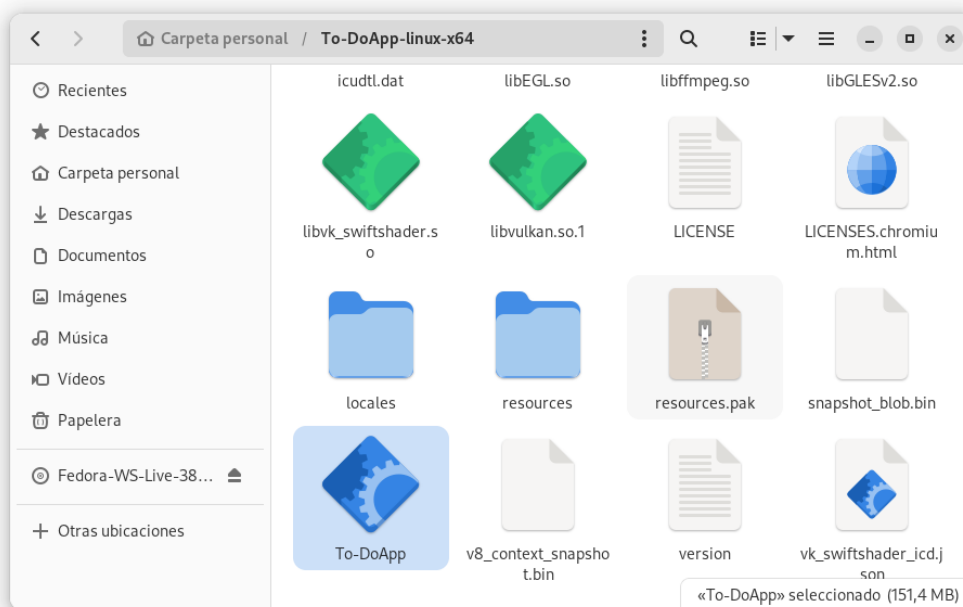 Carpeta personal / To-DoApp-linux-x64
Recientes
Destacados
Carpeta personal
Descargas
Documentos
Imágenes
Música
Vídeos
Papelera
Fedora-WS-Live-38...
Otras ubicaciones
icudtl.dat
libEGL.so
libffmpeg.so
libGLESv2.so
libvk_swiftshader.s
o
libvulkan.so.1
LICENSE
LICENSES.chromiu
m.html
locales
resources
resources.pak
snapshot_blob.bin
To-DoApp
v8_context_snapsho
t.bin
version
vk_swiftshader_icd.j
son
«To-DoApp» seleccionado (151,4 MB)